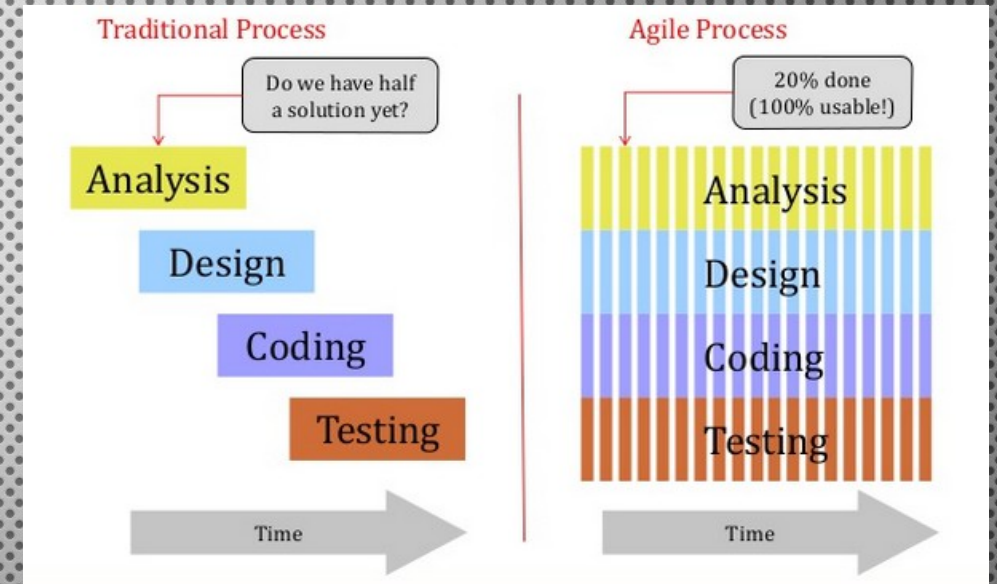 Traditional Process
Do we have half
a solution yet?
Analysis
Design
Coding
Testing
Time
Agile Process
20% done
(100% usable!)
Analysis
Design
Coding
Testing
Time